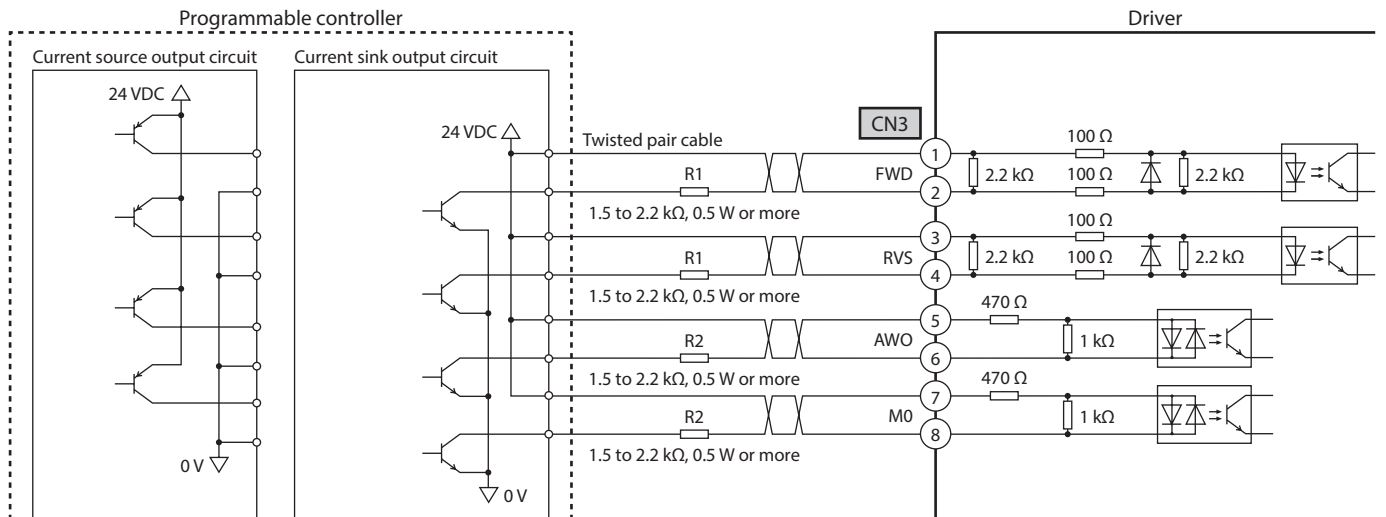 Programmable controller
Driver
Current source output circuit
Current sink output circuit
24 VDC
24 VDC
Twisted pair cable
CN3
100 Ω
1
R1
FWD
2.2 kΩ
100 Ω
2.2 kΩ
2
1.5 to 2.2 kΩ, 0.5 W or more
100 Ω
3
R1
RVS
2.2 kΩ
100 Ω
2.2 kΩ
4
1.5 to 2.2 kΩ, 0.5 W or more
470 Ω
5
R2
AWO
1 kΩ
6
1.5 to 2.2 kΩ, 0.5 W or more
470 Ω
7
R2
M0
1 kΩ
8
1.5 to 2.2 kΩ, 0.5 W or more
0 V
0 V